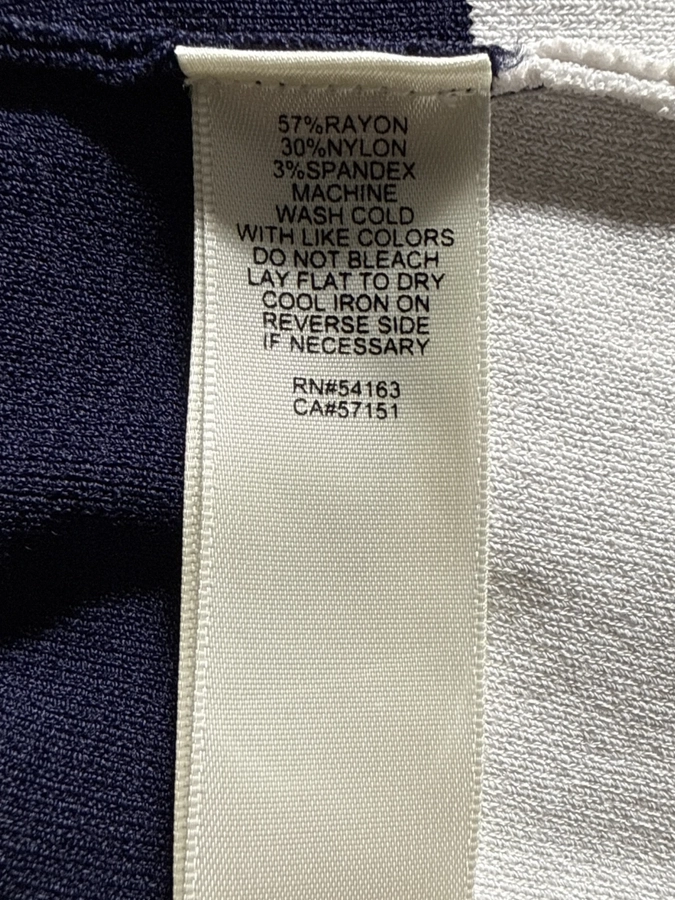 57%RAYON
30%NYLON
3%SPANDEX
MACHINE
WASH COLD
WITH LIKE COLORS
DO NOT BLEACH
LAY FLAT TO DRY
COOL IRON ON
REVERSE SIDE
IF NECESSARY
RN#54163
CA#57151